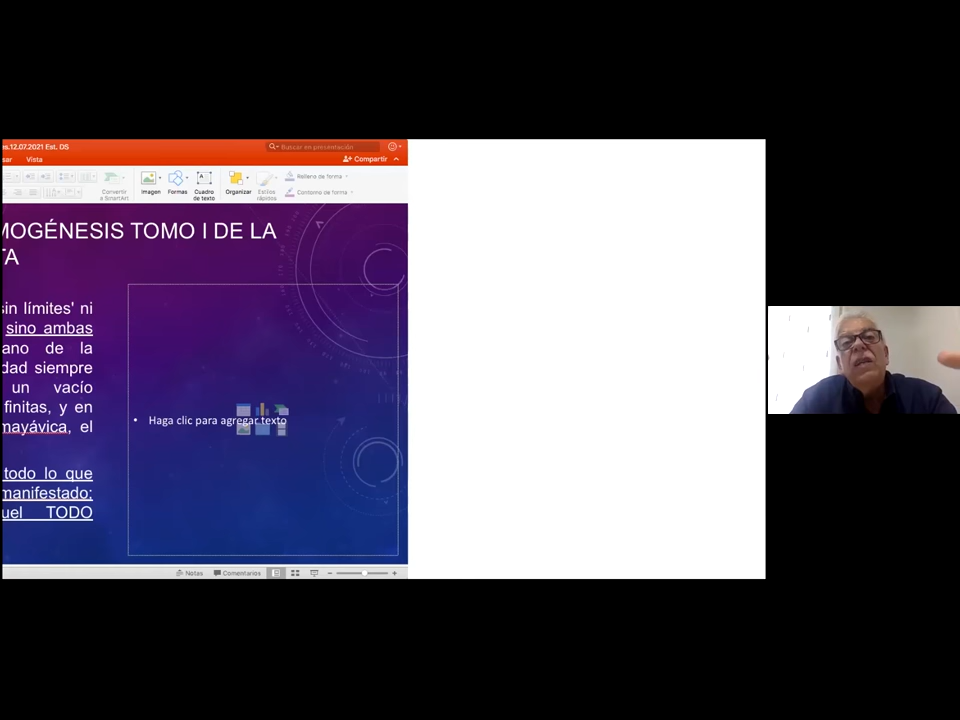 es.12.07.2021 Est. DS
Buscar en presentación
sar Vista
Compartir
Convertir
a SmartArt
Imagen
Formas
Cuadro
de texto
Organizar
Estilos
rápidos
Relleno de forma
Contorno de forma
MOGÉNESIS TOMO I DE LA
TA
sin límites' ni
sino ambas
ano de la
dad siempre
un vacío
finitas, y en
mayávica, el
todo lo que
manifestado;
uel TODO
• Haga clic para agregar texto
Notas
Comentarios